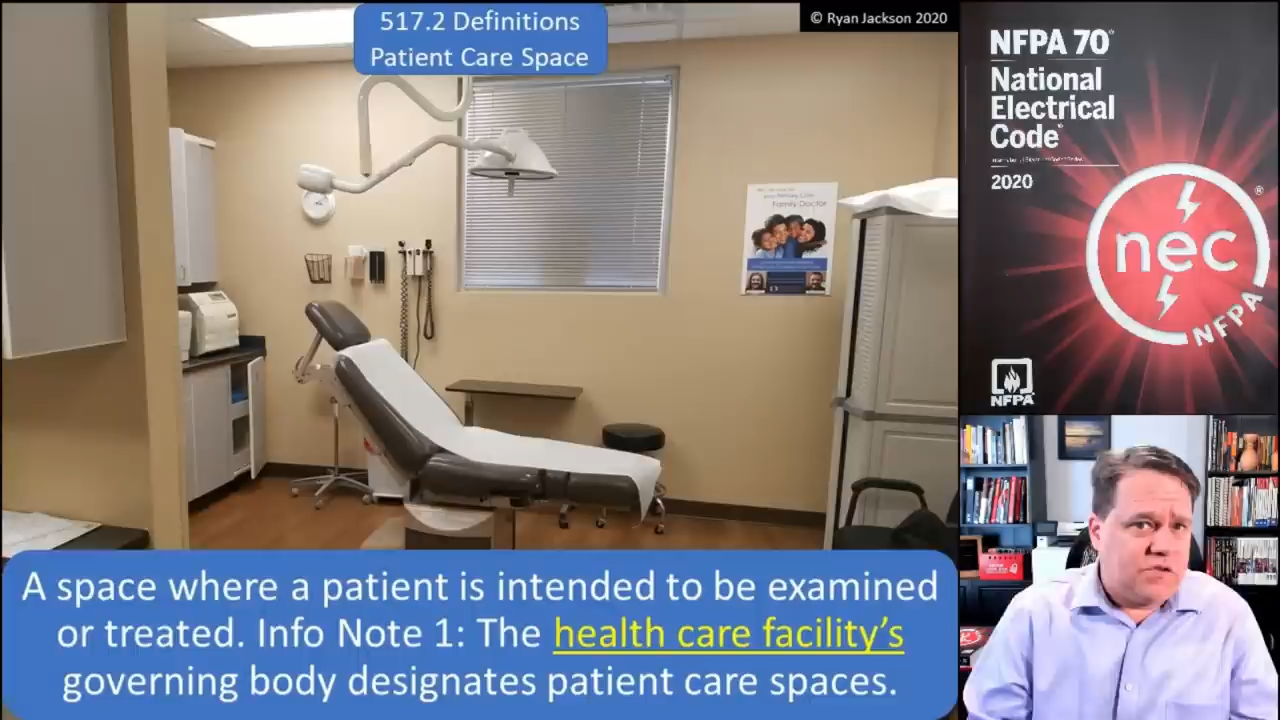 517.2 Definitions
Patient Care Space
© Ryan Jackson 2020
Family Doctor
A space where a patient is intended to be examined
or treated. Info Note 1: The health care facility’s
governing body designates patient care spaces.
NFPA 70®
National
Electrical
Code®
2020
nec®
NFPA
NFPA